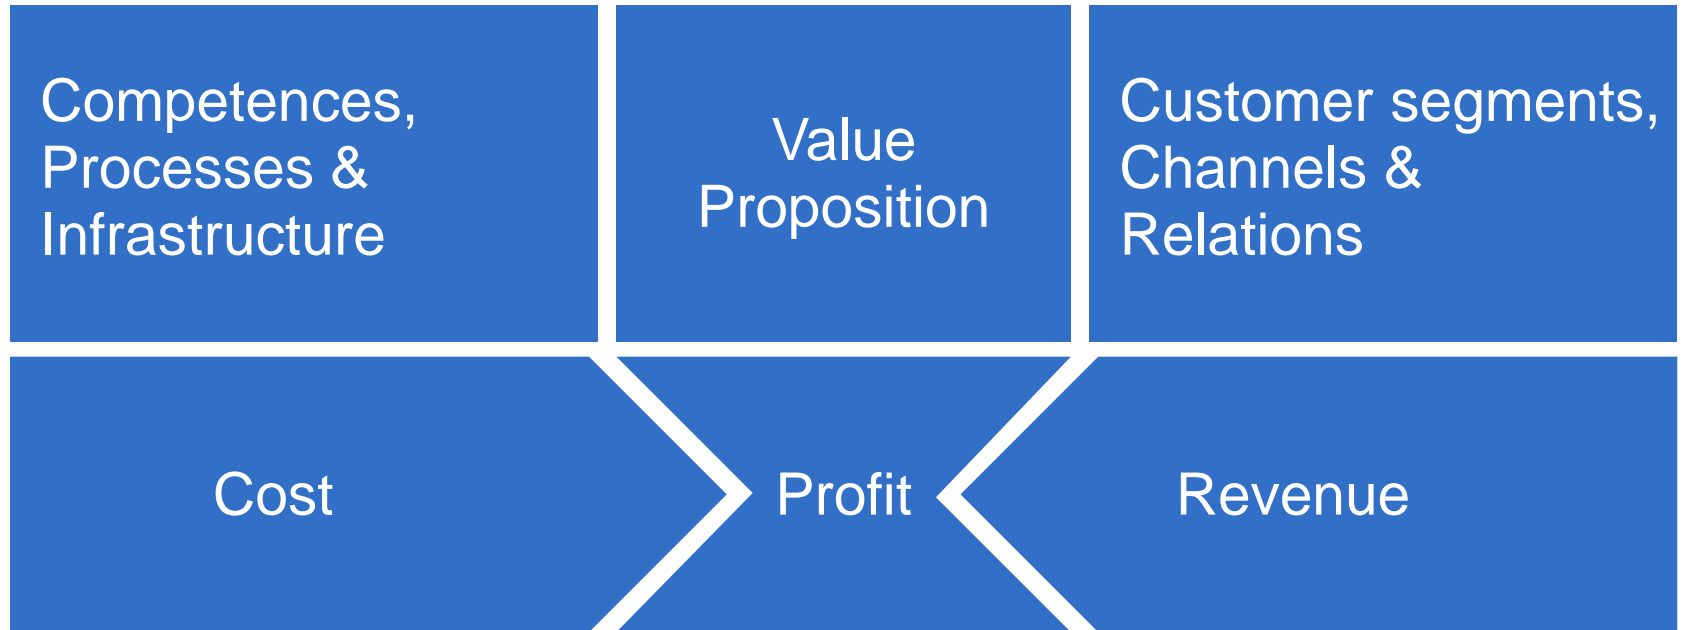 Competences,
Processes &
Infrastructure
Value
Proposition
Customer segments,
Channels &
Relations
Cost
Profit
Revenue